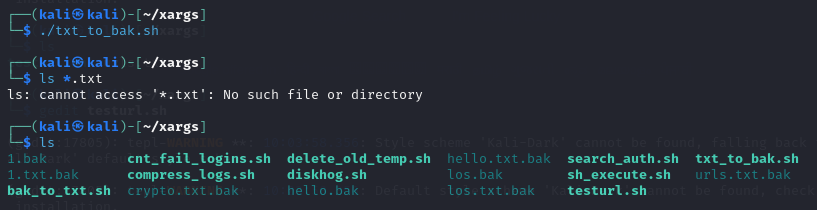 ┌──(kali㉿kali)-[~/xargs]
└─$ ./txt_to_bak.sh
┌──(kali㉿kali)-[~/xargs]
└─$ ls *.txt
ls: cannot access '*.txt': No such file or directory
┌──(kali㉿kali)-[~/xargs]
└─$ ls
1.bak cnt_fail_logins.sh delete_old_temp.sh hello.txt.bak search_auth.sh txt_to_bak.sh
1.txt.bak compress_logs.sh diskhog.sh los.bak sh_execute.sh urls.txt.bak
bak_to_txt.sh crypto.txt.bak hello.bak los.txt.bak testurl.sh